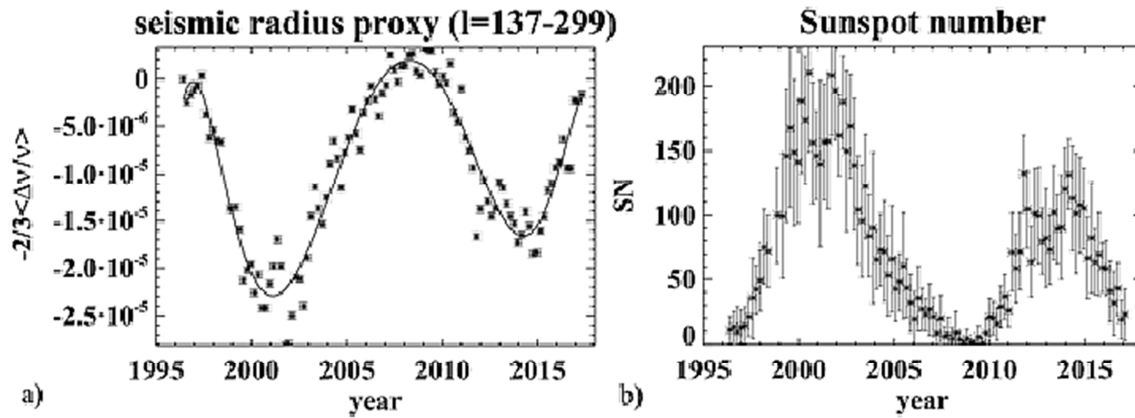 seismic radius proxy (l=137-299)
-2/3<Δν/ν>
0
-5.0·10⁻⁶
-1.0·10⁻⁵
-1.5·10⁻⁵
-2.0·10⁻⁵
-2.5·10⁻⁵
1995 2000 2005 2010 2015
year
a)
Sunspot number
SN
200
150
100
50
0
1995 2000 2005 2010 2015
year
b)